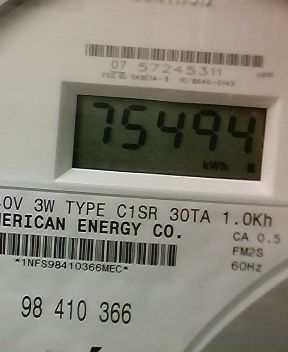 07 57245311
75494
kWh
0V 3W TYPE C1SR 30TA 1.0Kh
MERICAN ENERGY CO.
CA 0.5
FM2S
*1NFS98410366MEC*
60Hz
98 410 366